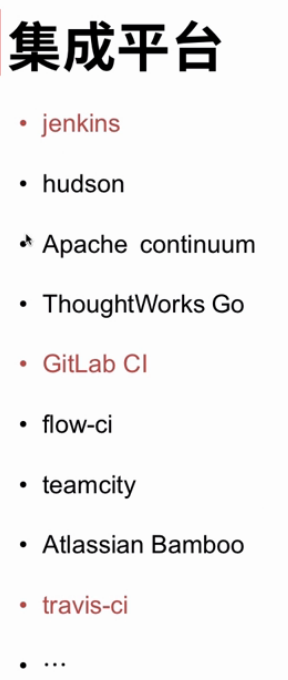 集成平台
• jenkins
• hudson
• Apache continuum
• ThoughtWorks Go
• GitLab CI
• flow-ci
• teamcity
• Atlassian Bamboo
• travis-ci
• …